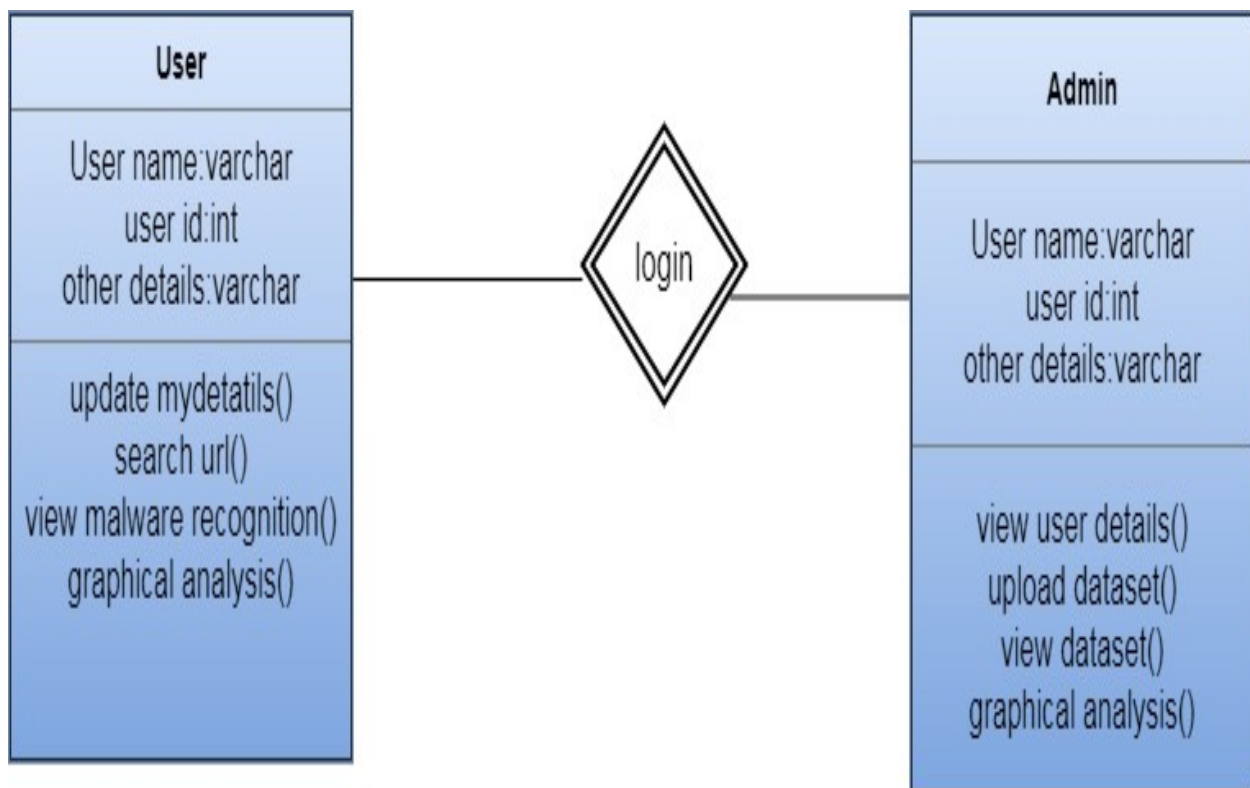 User
User name:varchar
user id:int
other details:varchar
update mydetatils()
search url()
view malware recognition()
graphical analysis()
login
Admin
User name:varchar
user id:int
other details:varchar
view user details()
upload dataset()
view dataset()
graphical analysis()